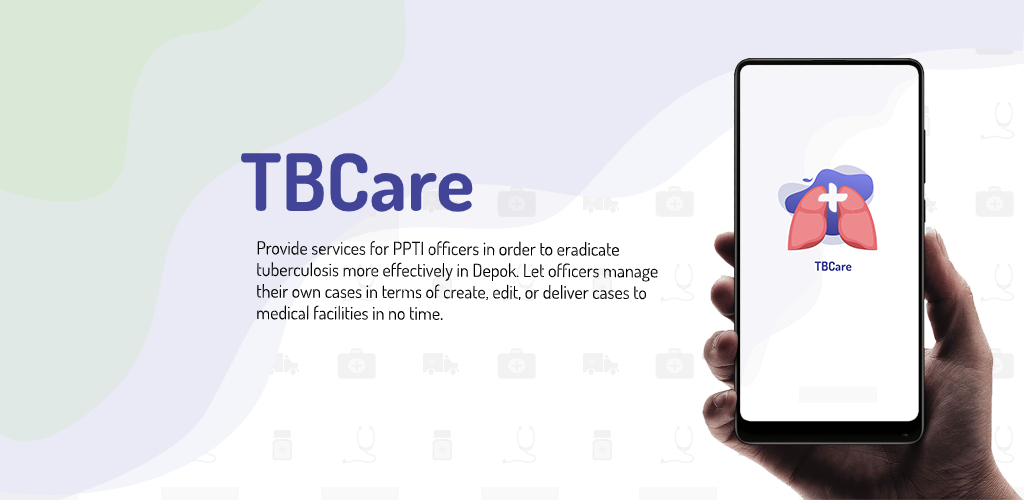 TBCare
Provide services for PPTI officers in order to eradicate
tuberculosis more effectively in Depok. Let officers manage
their own cases in terms of create, edit, or deliver cases to
medical facilities in no time.
TBCare